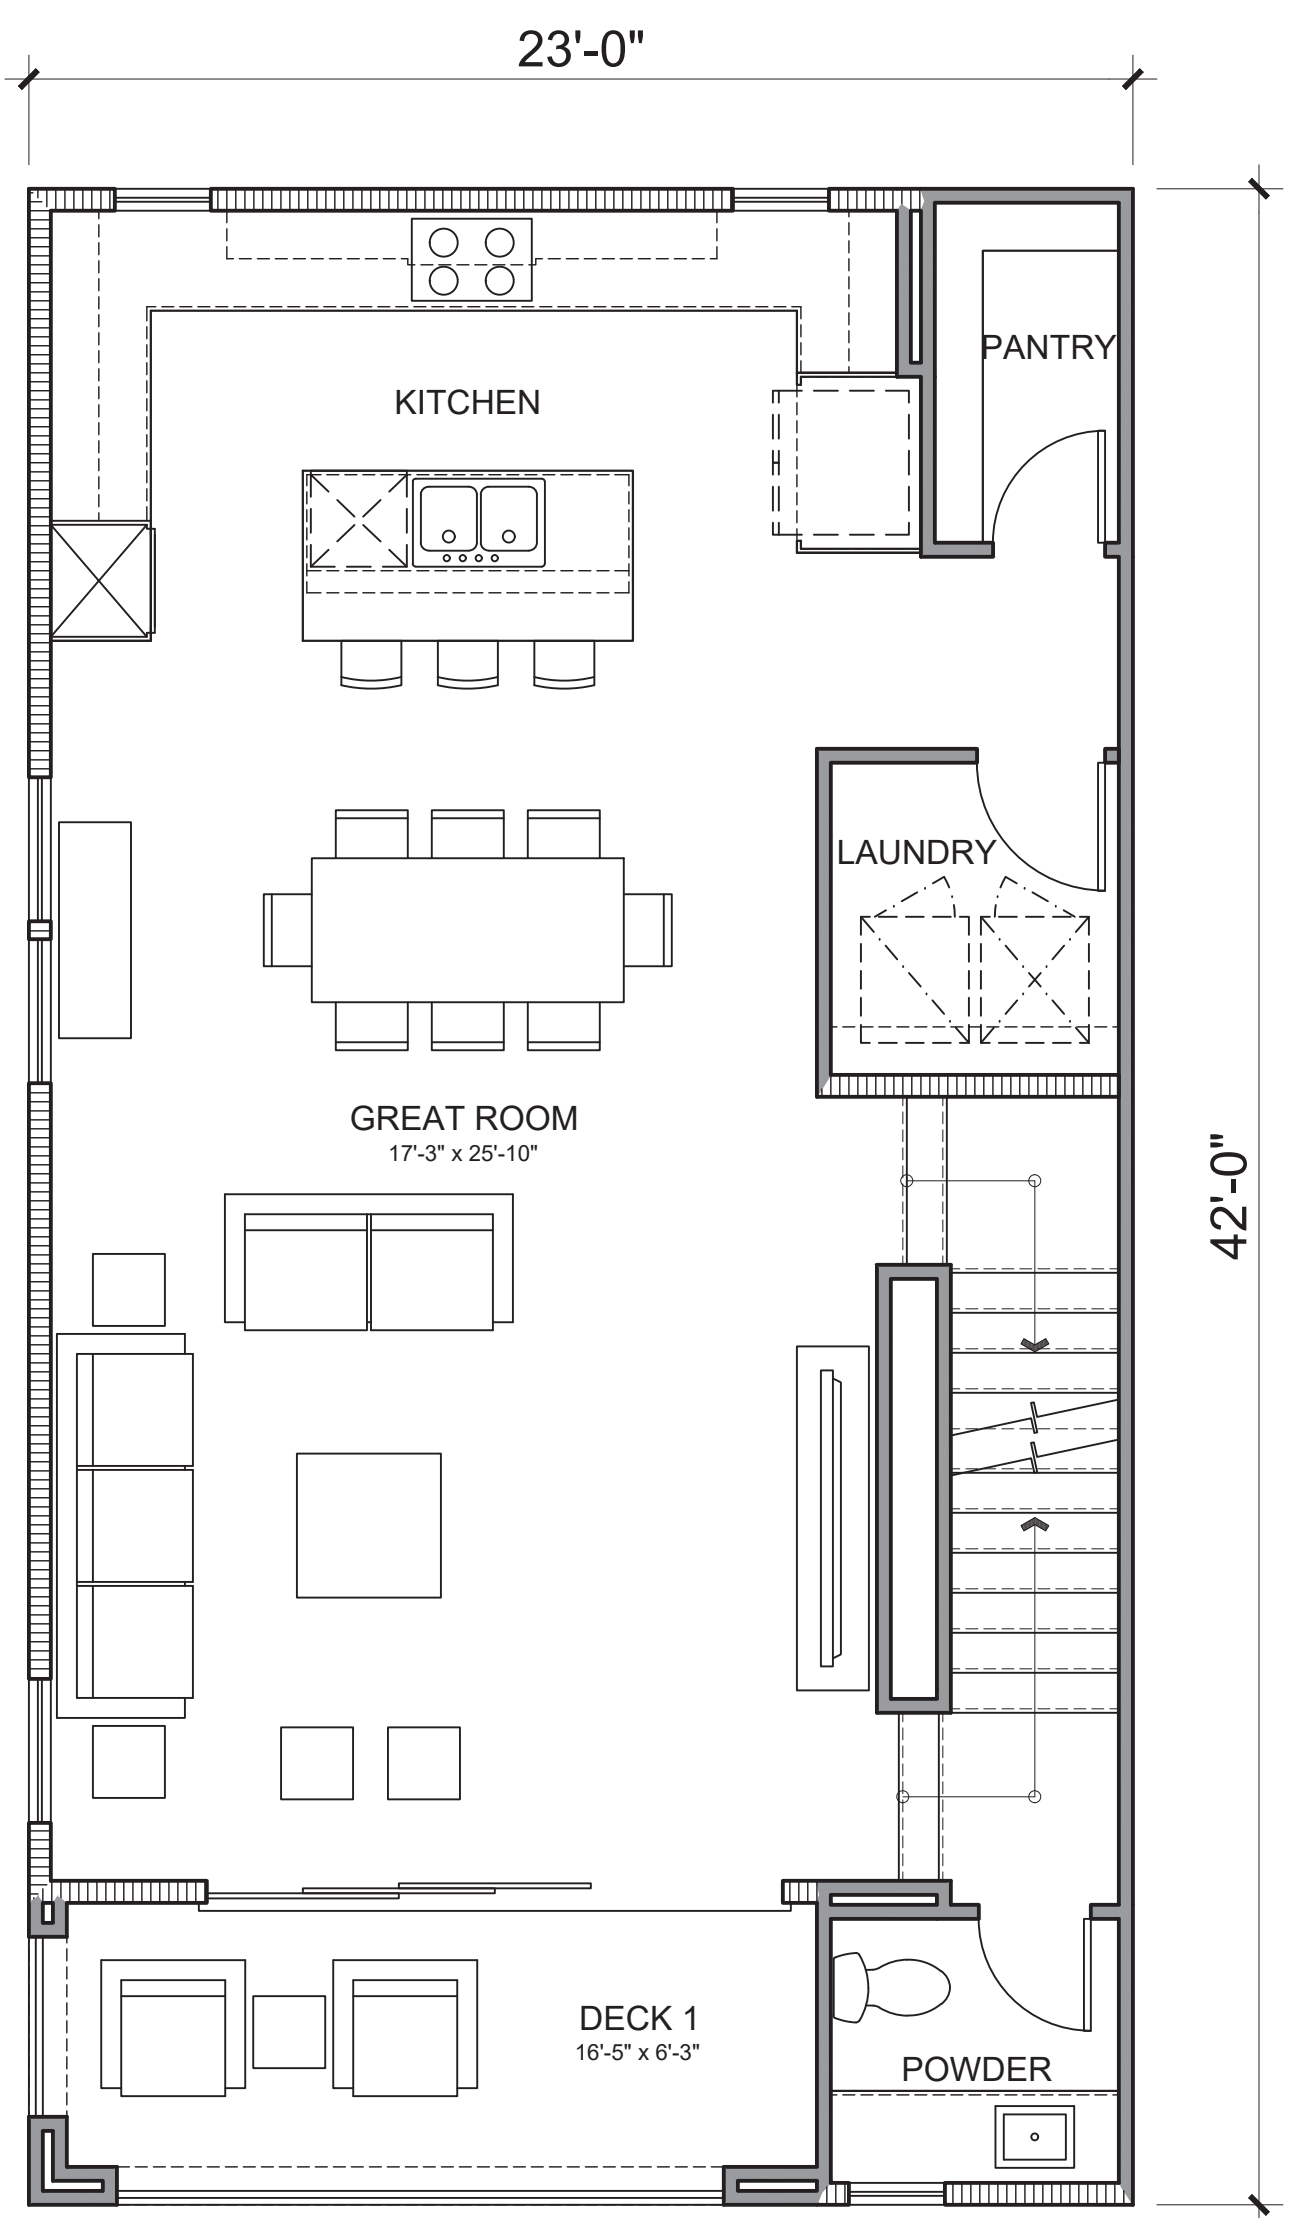 23'-0"
PANTRY
KITCHEN
LAUNDRY
GREAT ROOM
17'-3" x 25'-10"
42'-0"
DECK 1
16'-5" x 6'-3"
POWDER